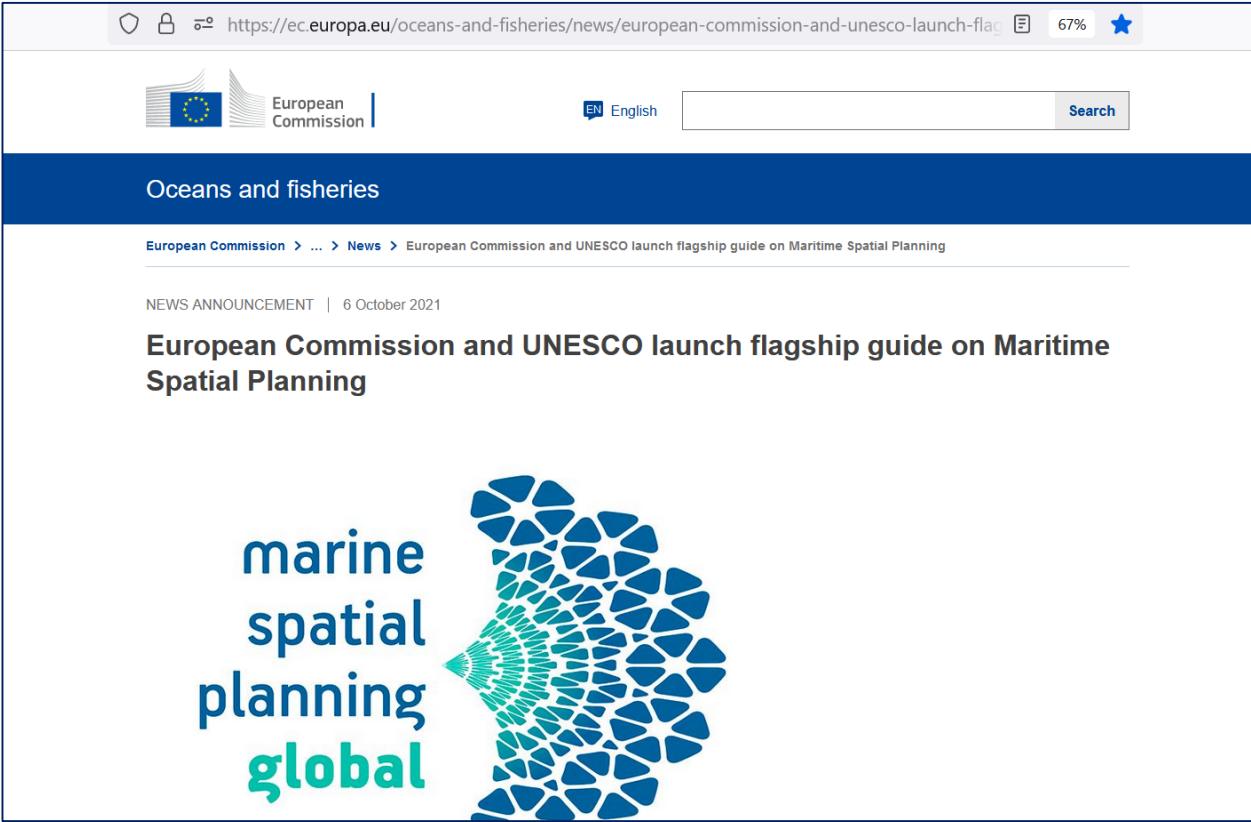 https://ec.europa.eu/oceans-and-fisheries/news/european-commission-and-unesco-launch-flag
67%
European
Commission
EN English
Search
Oceans and fisheries
European Commission > ... > News > European Commission and UNESCO launch flagship guide on Maritime Spatial Planning
NEWS ANNOUNCEMENT | 6 October 2021
European Commission and UNESCO launch flagship guide on Maritime
Spatial Planning
marine
spatial
planning
global